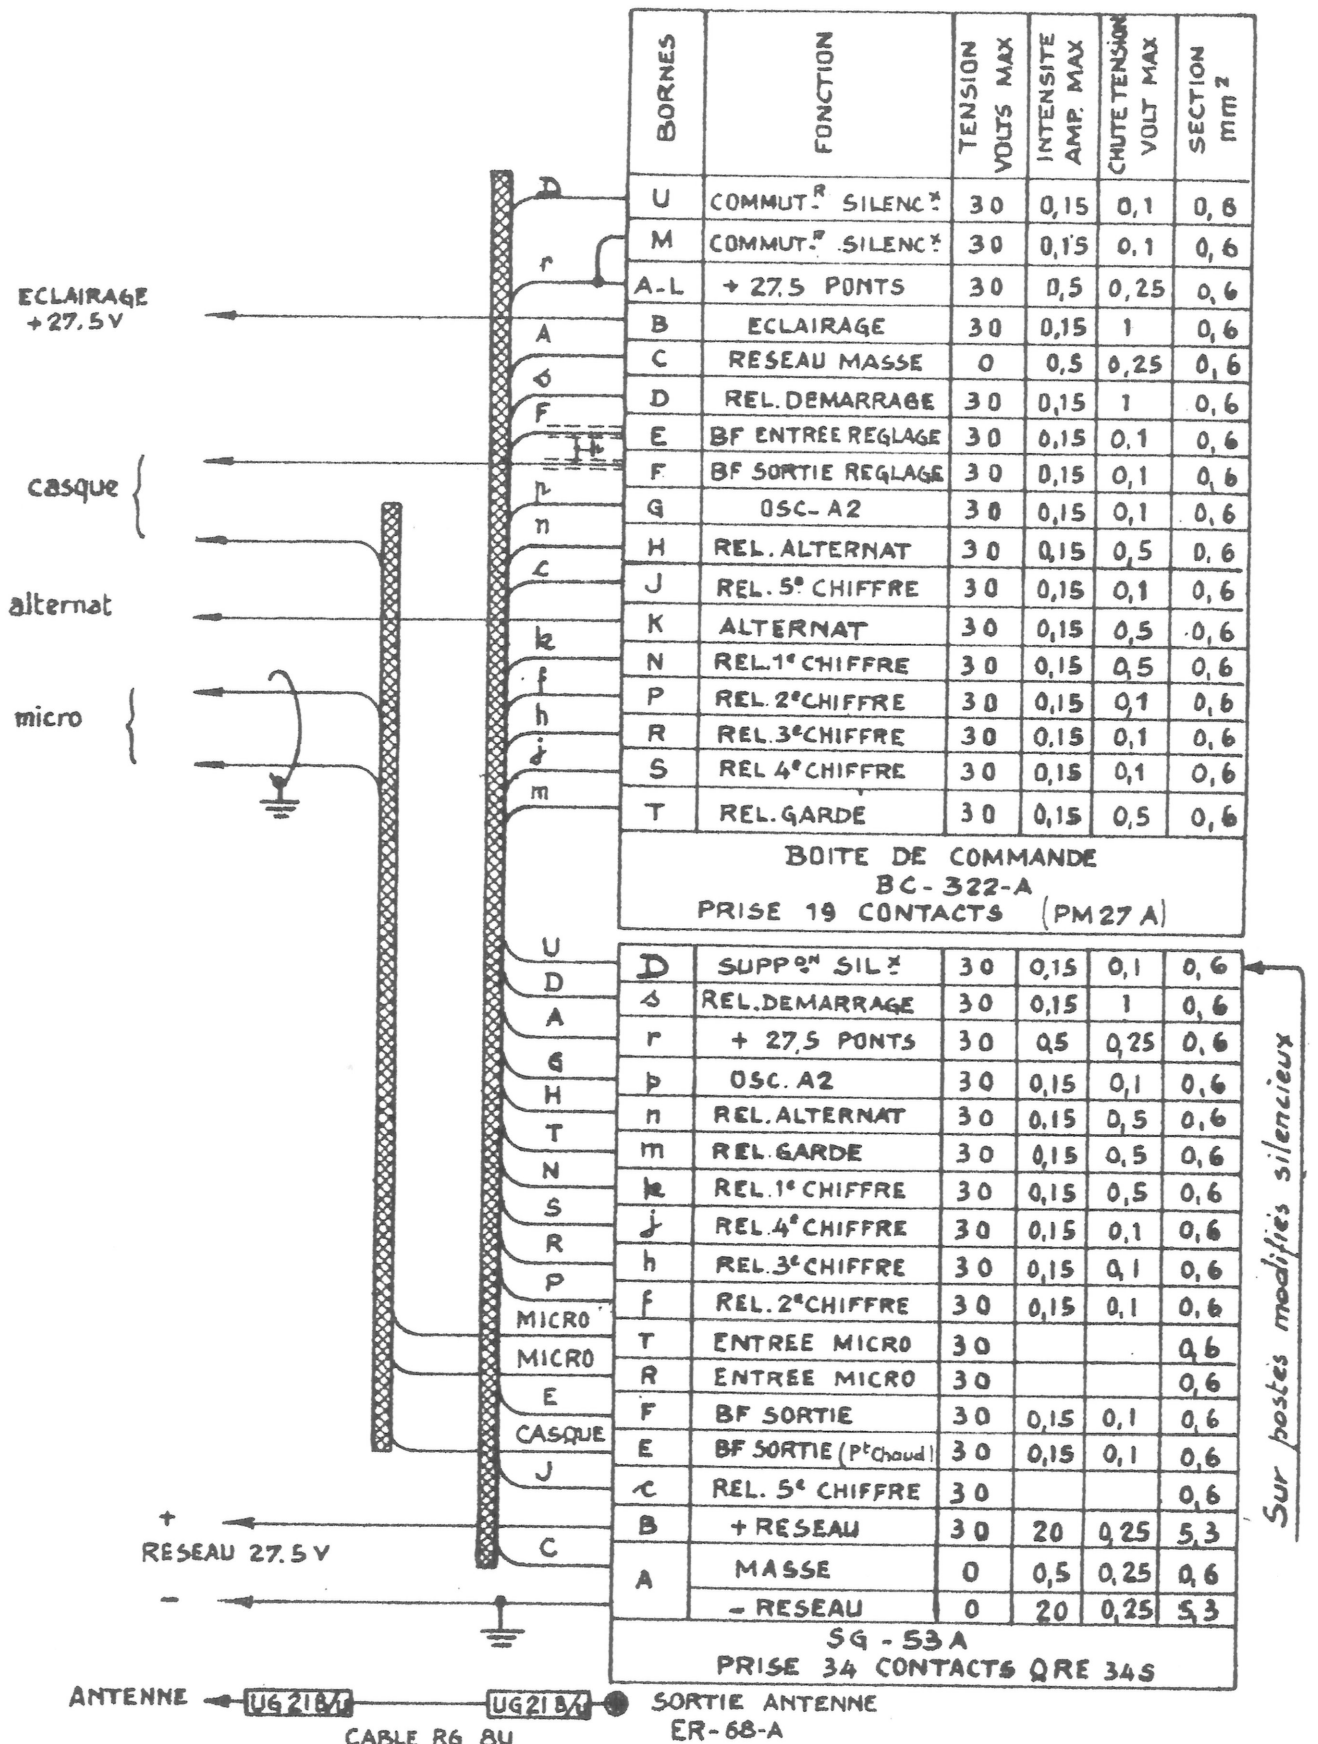 BORNES FONCTION TENSION VOLTS MAX INTENSITE AMP. MAX CHUTE TENSION VOLT MAX SECTION mm²
D U COMMUT.R SILENCx 30 0,15 0,1 0,6
M COMMUT.R SILENCx 30 0,15 0,1 0,6
r A-L + 27.5 PONTS 30 0,5 0,25 0,6
ECLAIRAGE
+27.5V
B ECLAIRAGE 30 0,15 1 0,6
A C RESEAU MASSE 0 0,5 0,25 0,6
s D REL. DEMARRAGE 30 0,15 1 0,6
F E BF ENTREE REGLAGE 30 0,15 0,1 0,6
casque
F BF SORTIE REGLAGE 30 0,15 0,1 0,6
p G OSC-A2 30 0,15 0,1 0,6
n H REL. ALTERNAT 30 0,15 0,5 0,6
c J REL. 5e CHIFFRE 30 0,15 0,1 0,6
alternat
K ALTERNAT 30 0,15 0,5 0,6
k N REL. 1e CHIFFRE 30 0,15 0,5 0,6
f P REL. 2e CHIFFRE 30 0,15 0,1 0,6
micro
h R REL. 3e CHIFFRE 30 0,15 0,1 0,6
j S REL 4e CHIFFRE 30 0,15 0,1 0,6
m T REL. GARDE 30 0,15 0,5 0,6
BOITE DE COMMANDE
BC-322-A
PRISE 19 CONTACTS (PM27A)
U D SUPPon SILx 30 0,15 0,1 0,6
D s REL. DEMARRAGE 30 0,15 1 0,6
A r + 27,5 PONTS 30 0,5 0,25 0,6
G p OSC. A2 30 0,15 0,1 0,6
H n REL. ALTERNAT 30 0,15 0,5 0,6
T m REL. GARDE 30 0,15 0,5 0,6
N k REL. 1e CHIFFRE 30 0,15 0,5 0,6
S j REL. 4e CHIFFRE 30 0,15 0,1 0,6
R h REL. 3e CHIFFRE 30 0,15 0,1 0,6
P f REL. 2e CHIFFRE 30 0,15 0,1 0,6
MICRO T ENTREE MICRO 30 0,6
MICRO R ENTREE MICRO 30 0,6
E F BF SORTIE 30 0,15 0,1 0,6
CASQUE E BF SORTIE (Pt Chaud) 30 0,15 0,1 0,6
J c REL. 5e CHIFFRE 30 0,6
+
RESEAU 27.5 V
-
B + RESEAU 30 20 0,25 5,3
C A MASSE 0 0,5 0,25 0,6
- RESEAU 0 20 0,25 5,3
SG-53A
PRISE 34 CONTACTS QRE 34S
Sur postes modifiés silencieux
ANTENNE UG21B/U UG21B/U SORTIE ANTENNE
ER-68-A
CABLE RG 8U